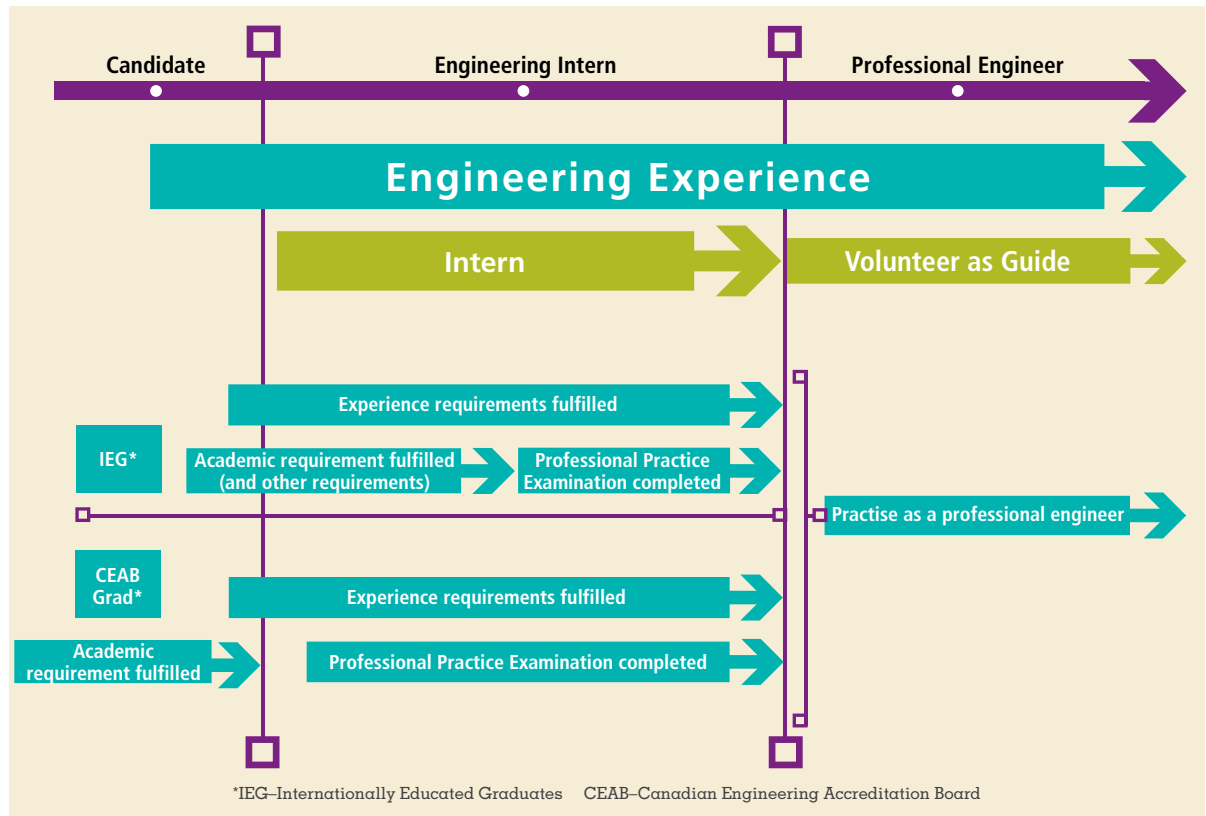 Candidate
Engineering Intern
Professional Engineer
Engineering Experience
Intern
Volunteer as Guide
Experience requirements fulfilled
IEG*
Academic requirement fulfilled
(and other requirements)
Professional Practice
Examination completed
Practise as a professional engineer
CEAB
Grad*
Experience requirements fulfilled
Academic
requirement fulfilled
Professional Practice Examination completed
*IEG–Internationally Educated Graduates CEAB–Canadian Engineering Accreditation Board